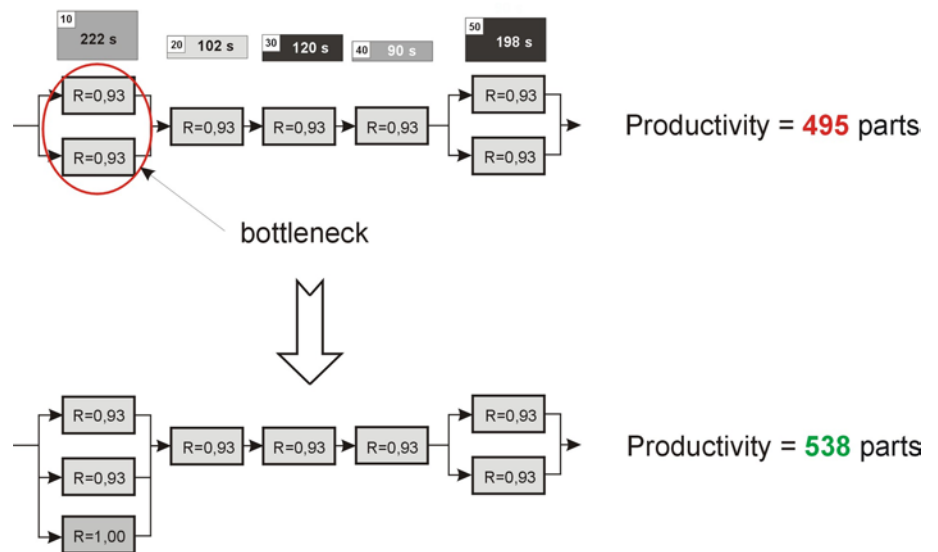 10
222 s
20 102 s
30 120 s
40 90 s
50
198 s
R=0,93
R=0,93
R=0,93
R=0,93
R=0,93
R=0,93
R=0,93
Productivity = 495 parts
bottleneck
R=0,93
R=0,93
R=1,00
R=0,93
R=0,93
R=0,93
R=0,93
R=0,93
Productivity = 538 parts